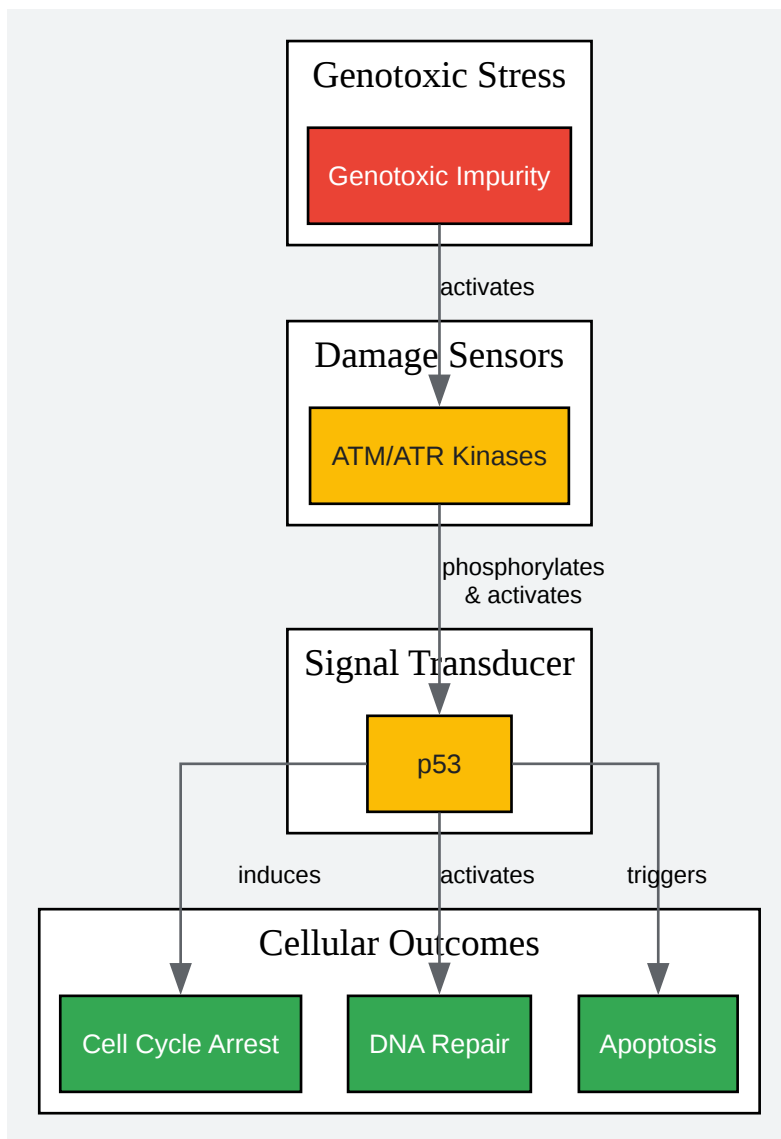 Genotoxic Stress
Genotoxic Impurity
activates
Damage Sensors
ATM/ATR Kinases
phosphorylates
& activates
Signal Transducer
p53
induces
activates
triggers
Cellular Outcomes
Cell Cycle Arrest
DNA Repair
Apoptosis